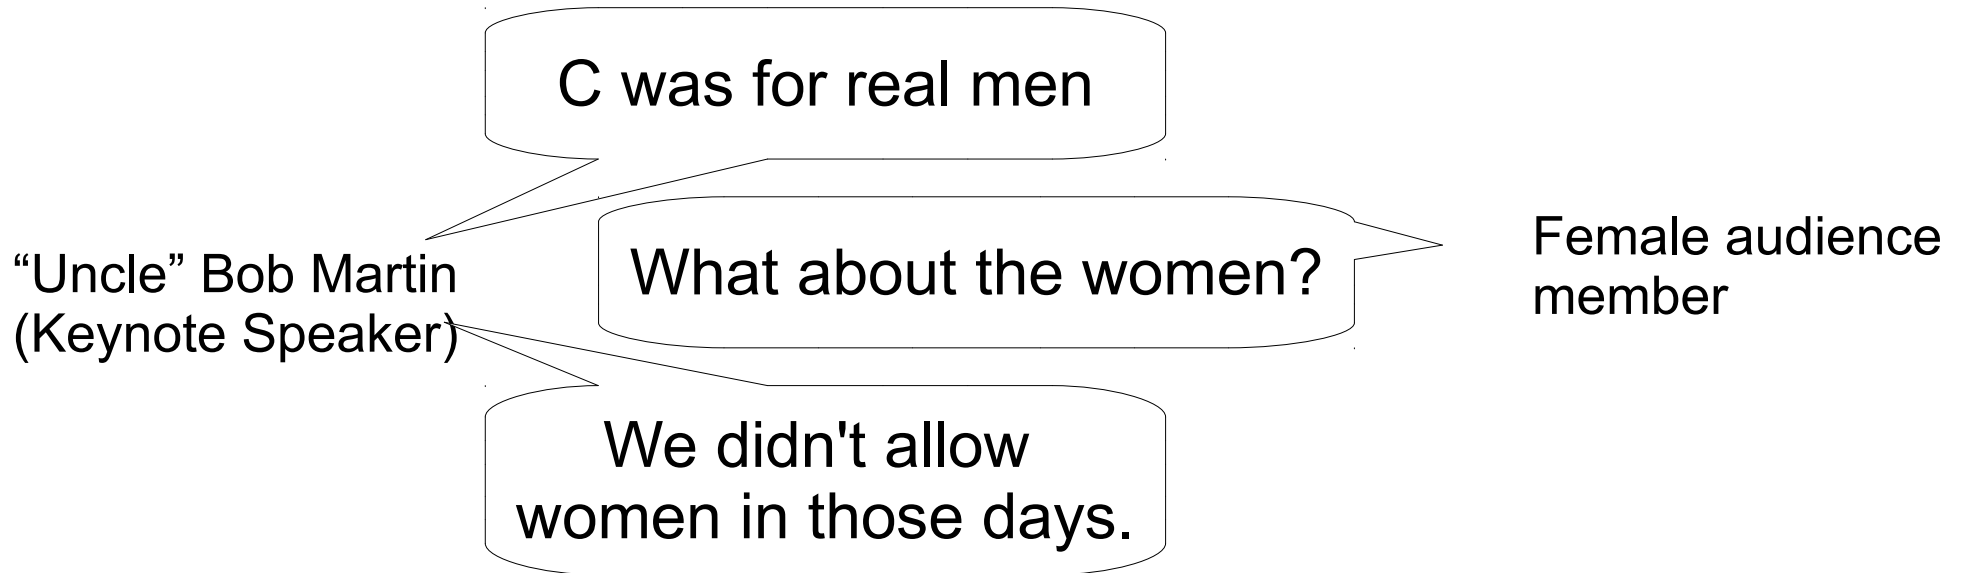 C was for real men
“Uncle” Bob Martin
(Keynote Speaker)
What about the women?
Female audience
member
We didn't allow
women in those days.